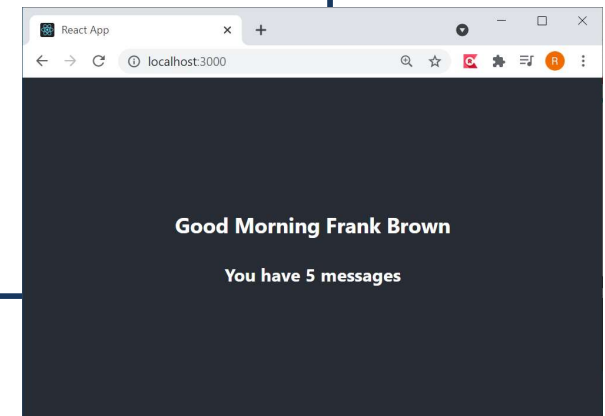 React App
localhost:3000
R
Good Morning Frank Brown
You have 5 messages